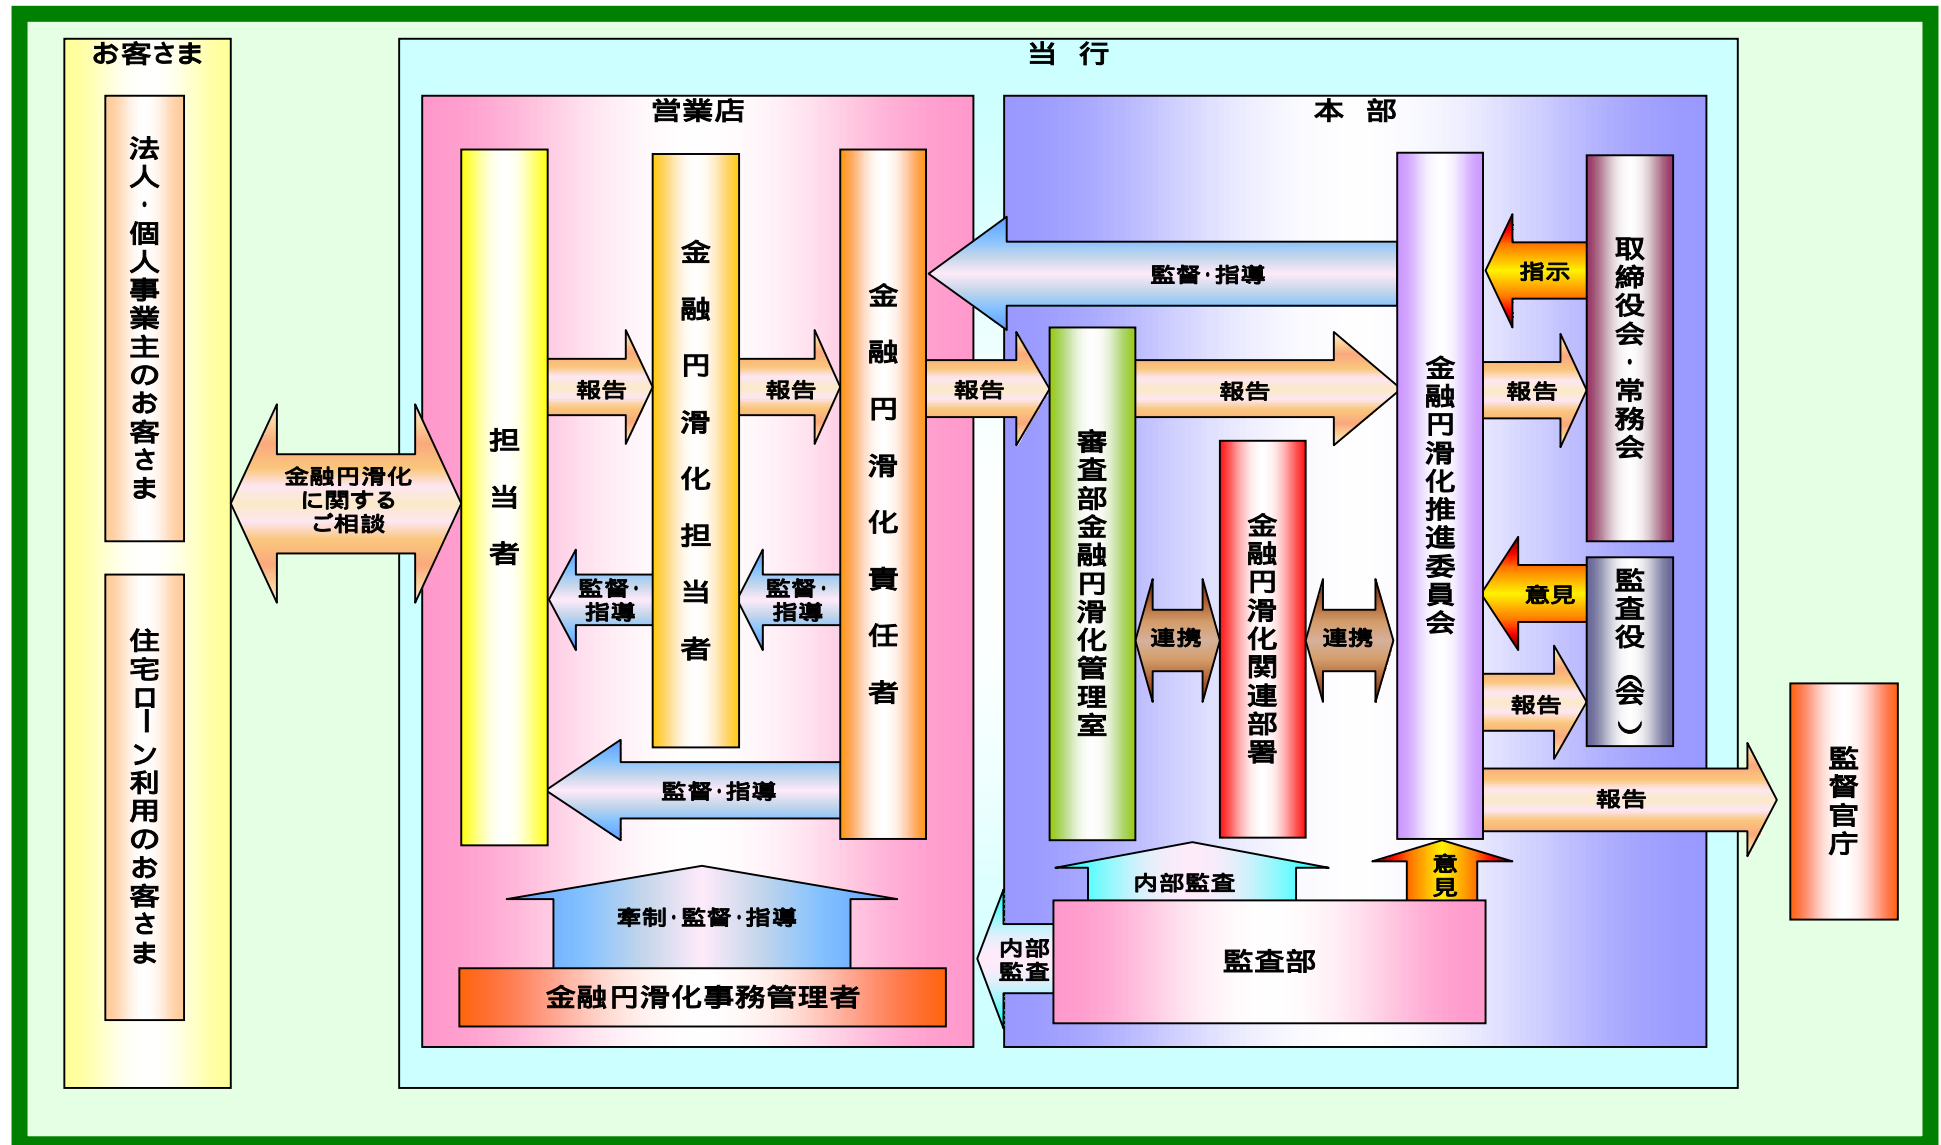 お客さま
法人・個人事業主のお客さま
住宅ローン利用のお客さま
金融円滑化
に関する
ご相談
当 行
営業店
担当者
報告
金融円滑化担当者
報告
金融円滑化責任者
監督・
指導
監督・
指導
監督・指導
牽制・監督・指導
金融円滑化事務管理者
本 部
監督・指導
報告
審査部金融円滑化管理室
報告
連携
金融円滑化関連部署
連携
金融円滑化推進委員会
指示
報告
取締役会・常務会
意見
報告
監査役(会)
報告
内部監査
意
見
内部
監査
監査部
監督官庁